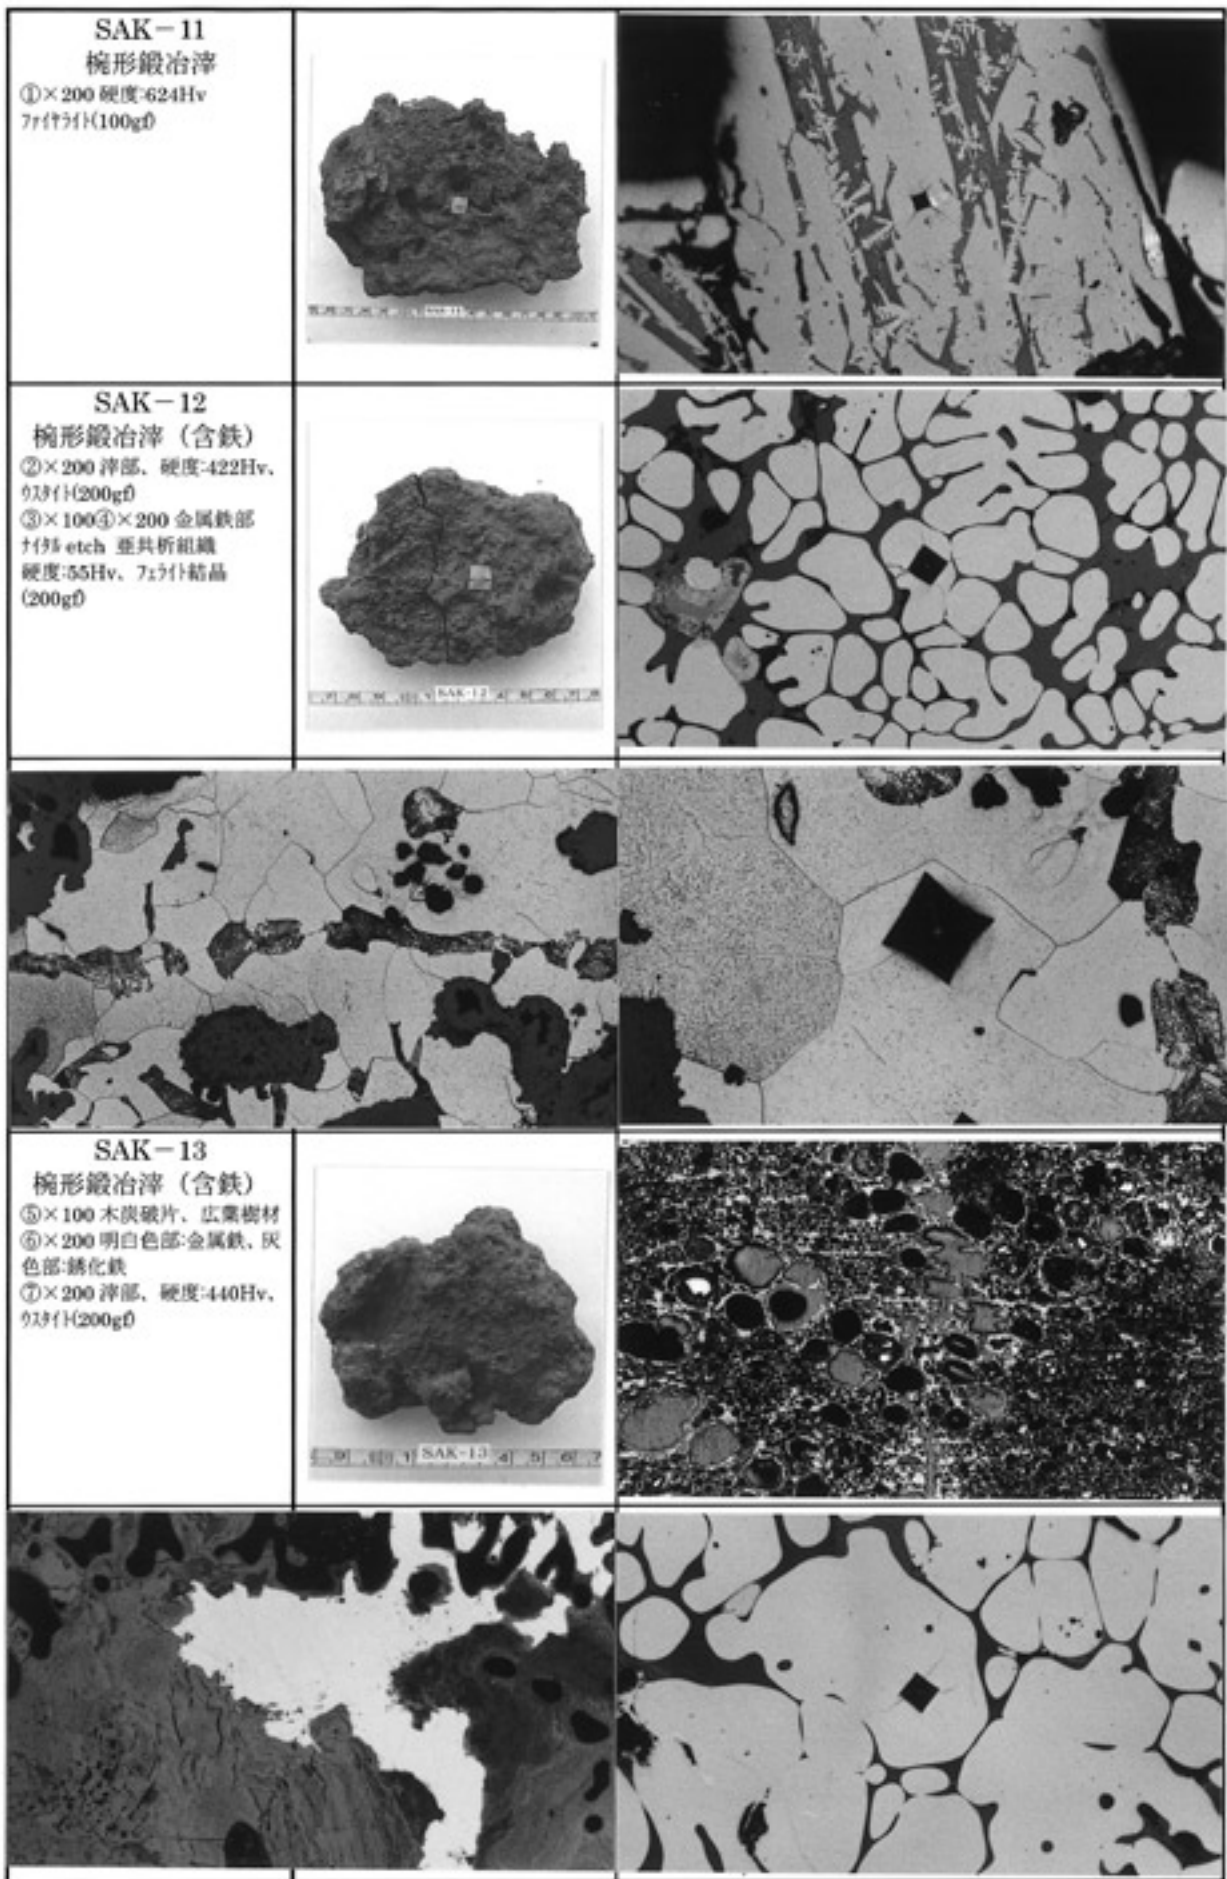 SAK-11
椀形鍛冶滓
①×200 硬度:624Hv
ﾌｧｲﾔﾗｲﾄ(100gf)
SAK-11
SAK-12
椀形鍛冶滓（含鉄）
②×200 滓部、硬度:422Hv、
ｳｽﾀｲﾄ(200gf)
③×100④×200 金属鉄部
ﾅｲﾀﾙ etch 亜共析組織
硬度:55Hv、ﾌｪﾗｲﾄ結晶
(200gf)
SAK-12
SAK-13
椀形鍛冶滓（含鉄）
⑤×100 木炭破片、広葉樹材
⑥×200 明白色部:金属鉄、灰
色部:銹化鉄
⑦×200 滓部、硬度:440Hv、
ｳｽﾀｲﾄ(200gf)
SAK-13 4 5 6 7